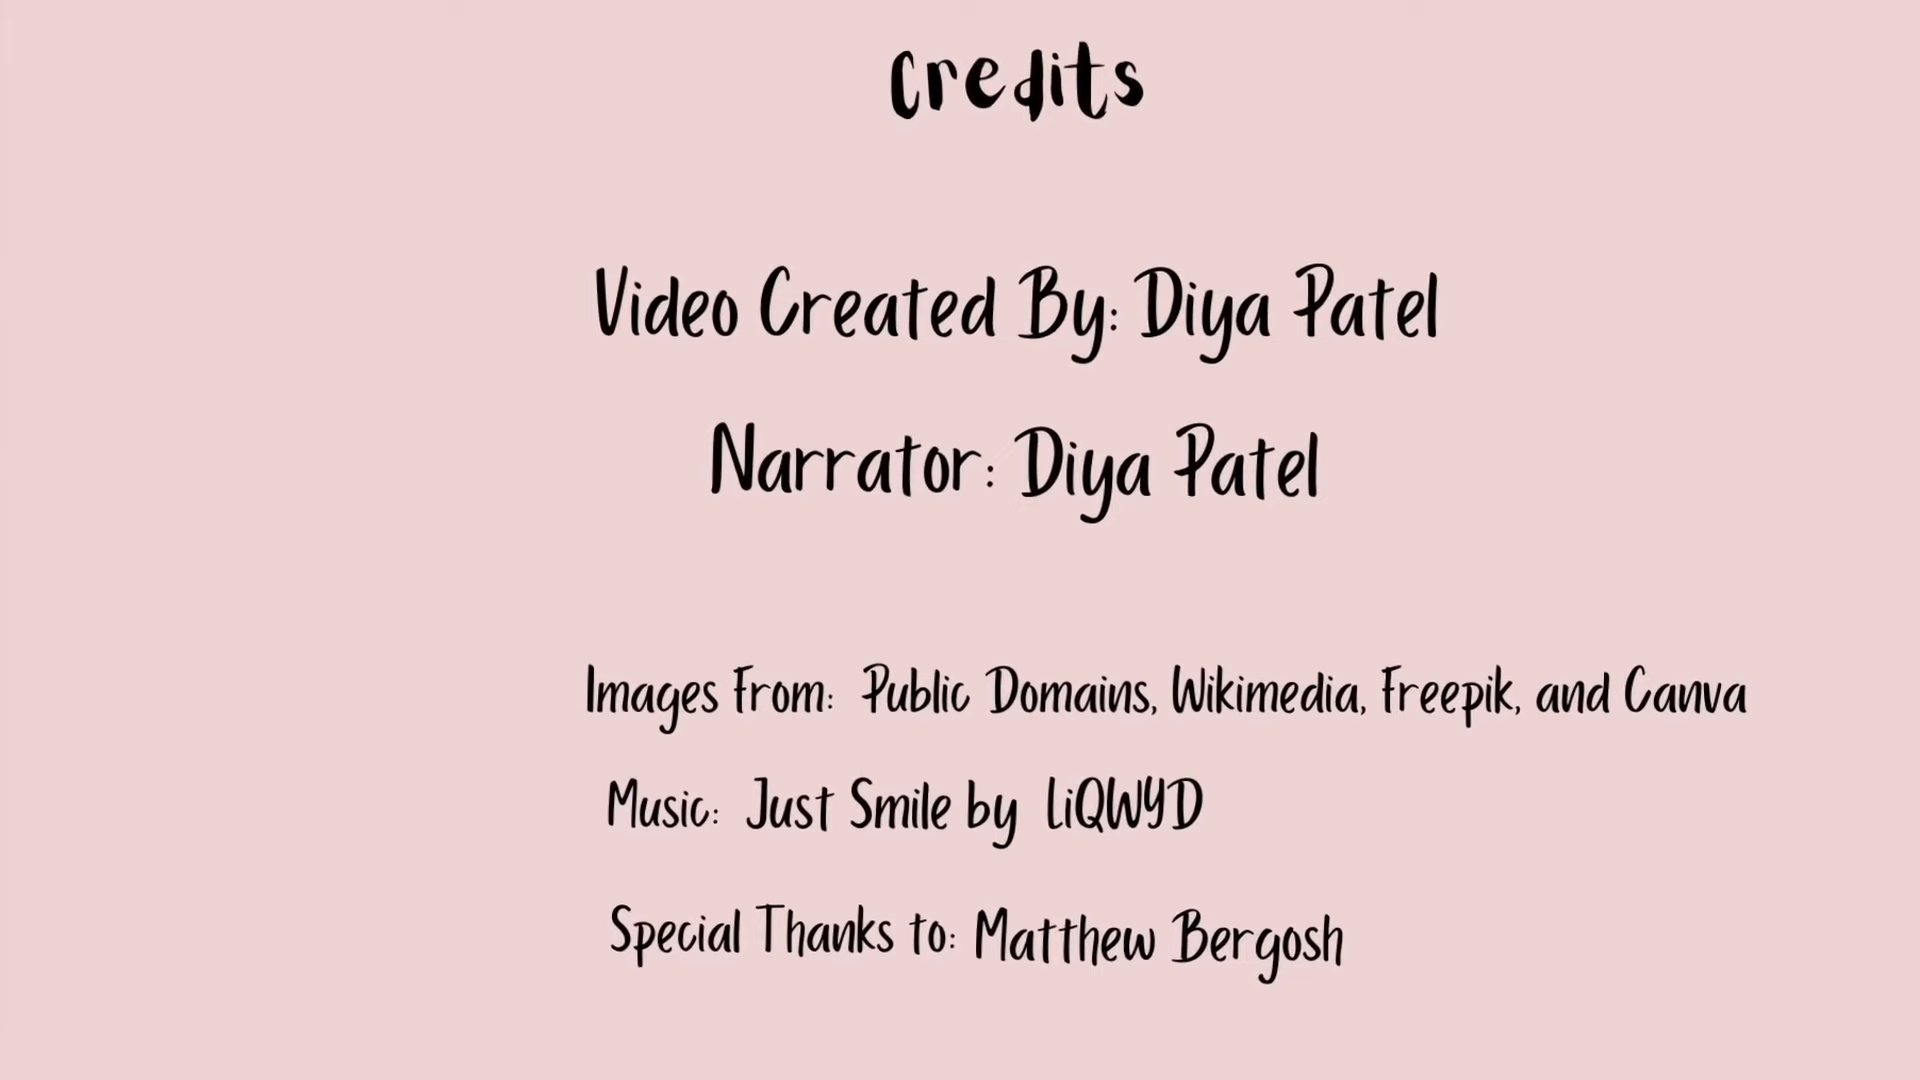 Credits
Video Created By: Diya Patel
Narrator: Diya Patel
Images From: Public Domains, Wikimedia, Freepik, and Canva
Music: Just Smile by LiQWYD
Special Thanks to: Matthew Bergosh